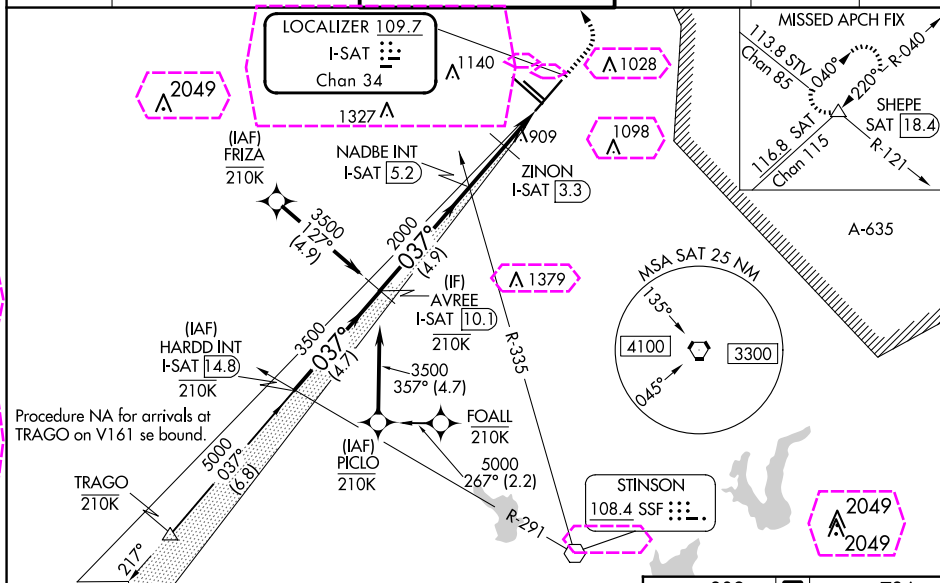 LOCALIZER 109.7
I-SAT
Chan 34
1140
1327
2049
1028
1098
909
MISSED APCH FIX
113.8 STV
Chan 85
040°
220°
R-040
SHEPE
SAT 18.4
116.8 SAT
Chan 115
R-121
A-635
(IAF)
FRIZA
210K
NADBE INT
I-SAT 5.2
ZINON
I-SAT 3.3
3500
127°
(4.9)
2000
037°
(4.9)
1379
(IF)
AVREE
I-SAT 10.1
210K
MSA SAT 25 NM
135°
4100
3300
045°
(IAF)
HARDD INT
I-SAT 14.8
210K
3500
037°
(4.7)
R-335
3500
357° (4.7)
Procedure NA for arrivals at
TRAGO on V161 se bound.
FOALL
210K
(IAF)
PICLO
210K
5000
267° (2.2)
5000
037°
(6.8)
TRAGO
210K
217°
R-291
STINSON
108.4 SSF
2049
2049